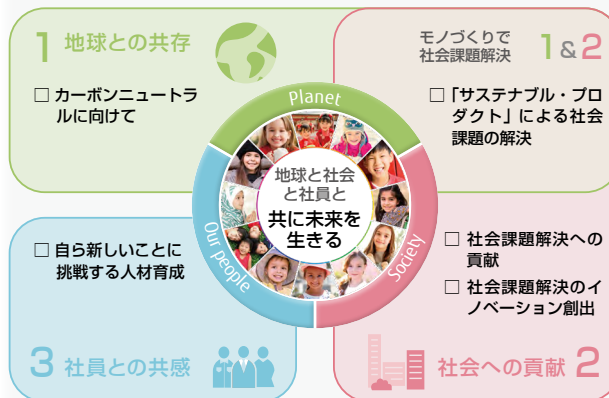 1 地球との共存
□ カーボンニュートラ
ルに向けて
モノづくりで
社会課題解決 1&2
□ 「サステナブル・プロ
ダクト」による社会
課題の解決
Planet
Our people
Society
地球と社会
と社員と
共に未来を
生きる
□ 自ら新しいことに
挑戦する人材育成
3 社員との共感
□ 社会課題解決への
貢献
□ 社会課題解決のイ
ノベーション創出
社会への貢献 2